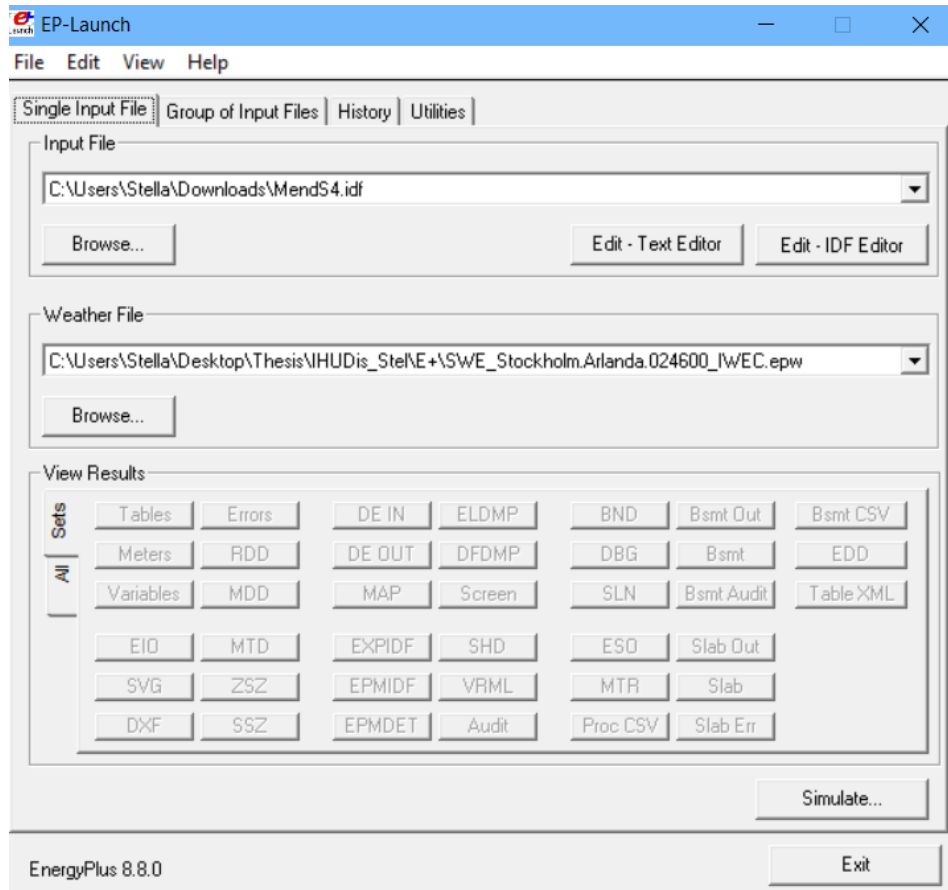 EP-Launch
File Edit View Help
Single Input File Group of Input Files History Utilities
Input File
C:\Users\Stella\Downloads\MendS4.idf
Browse... Edit - Text Editor Edit - IDF Editor
Weather File
C:\Users\Stella\Desktop\Thesis\IHUDis_Stel\E+\SWE_Stockholm.Arlanda.024600_IWEC.epw
Browse...
View Results
Sets
All
Tables Errors DE IN ELDMP BND Bsmt Out Bsmt CSV
Meters RDD DE OUT DFDMP DBG Bsmt EDD
Variables MDD MAP Screen SLN Bsmt Audit Table XML
EIO MTD EXPIDF SHD ESO Slab Out
SVG ZSZ EPMIDF VRML MTR Slab
DXF SSZ EPMDET Audit Proc CSV Slab Err
Simulate...
EnergyPlus 8.8.0 Exit